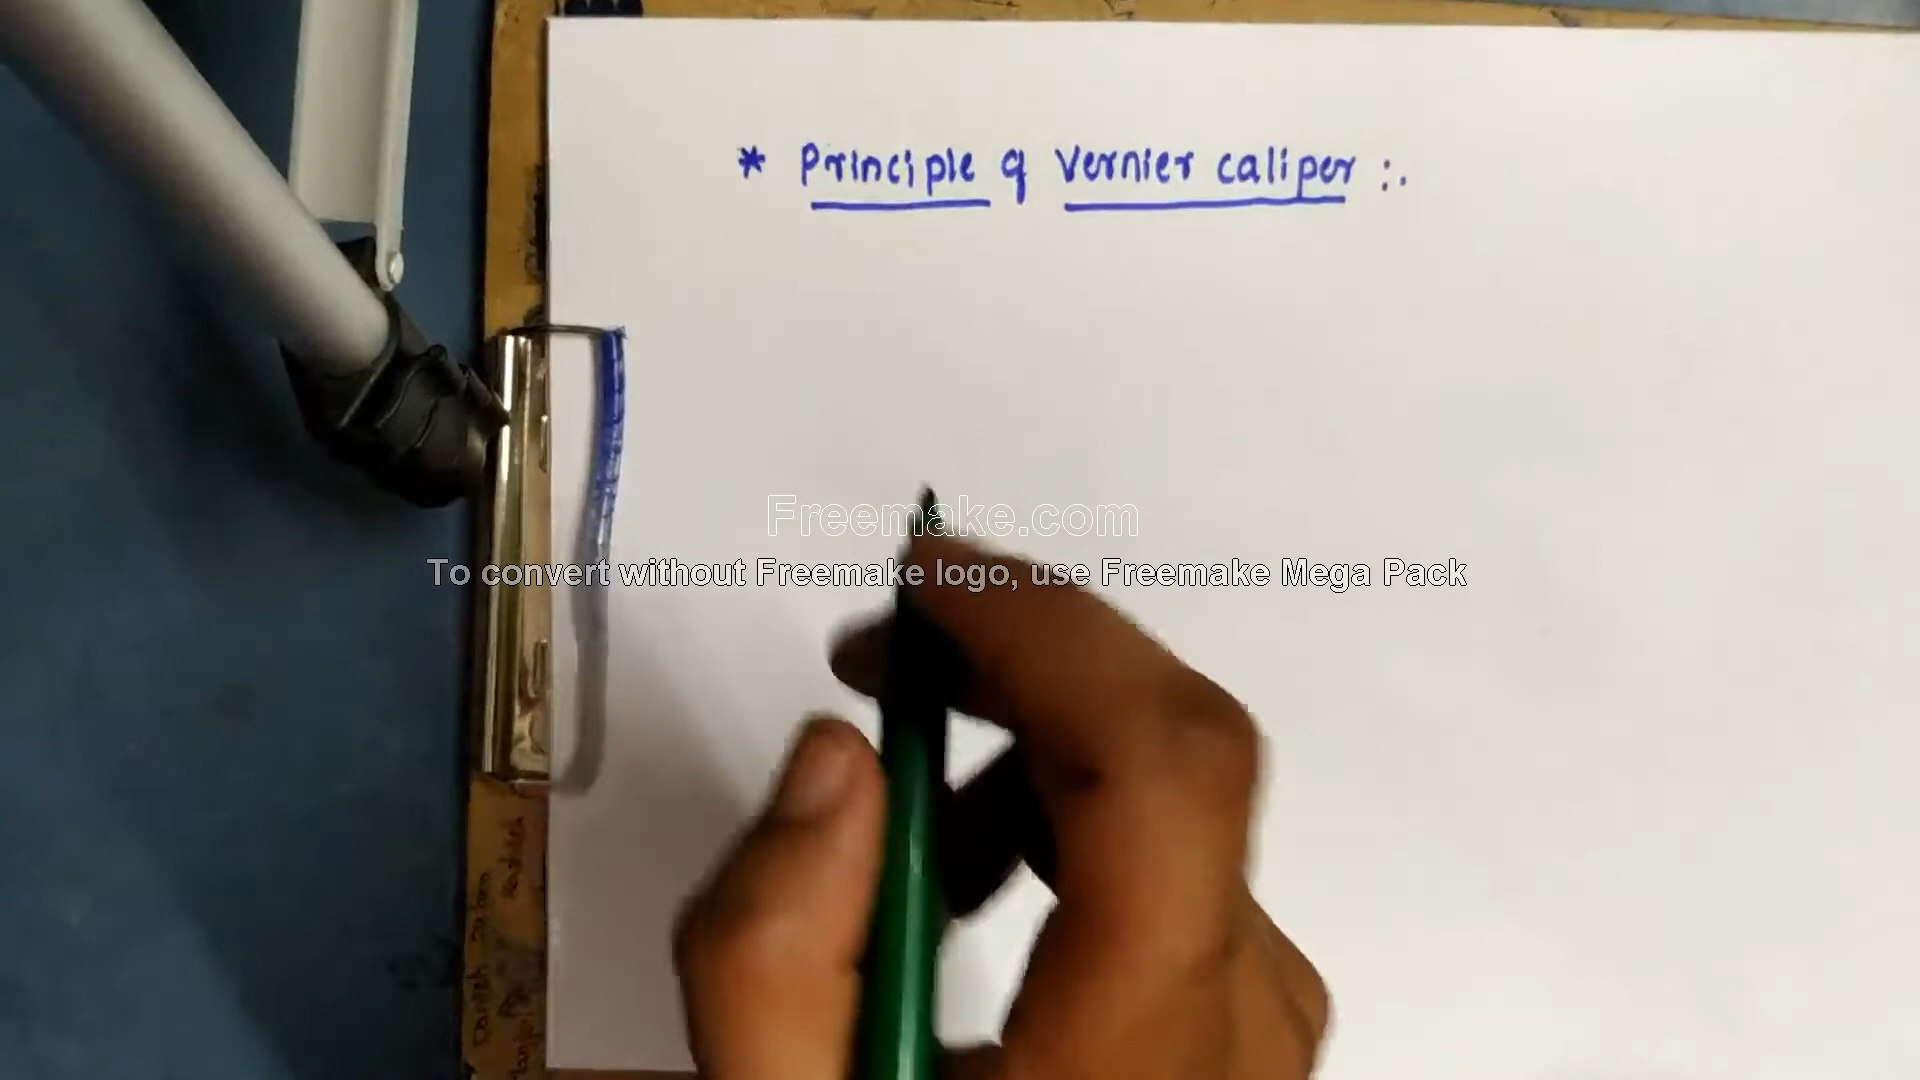 * Principle of Vernier caliper :.
Freemake.com
To convert without Freemake logo, use Freemake Mega Pack